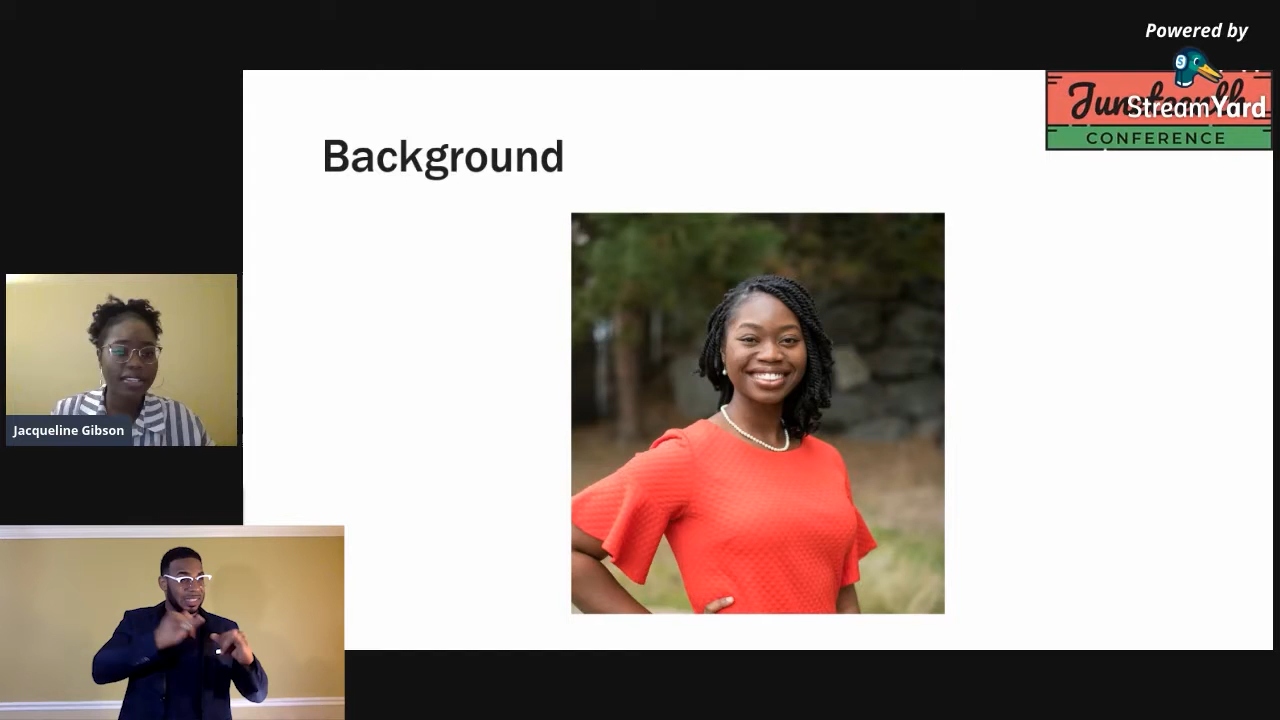 Powered by
StreamYard
CONFERENCE
Background
Jacqueline Gibson